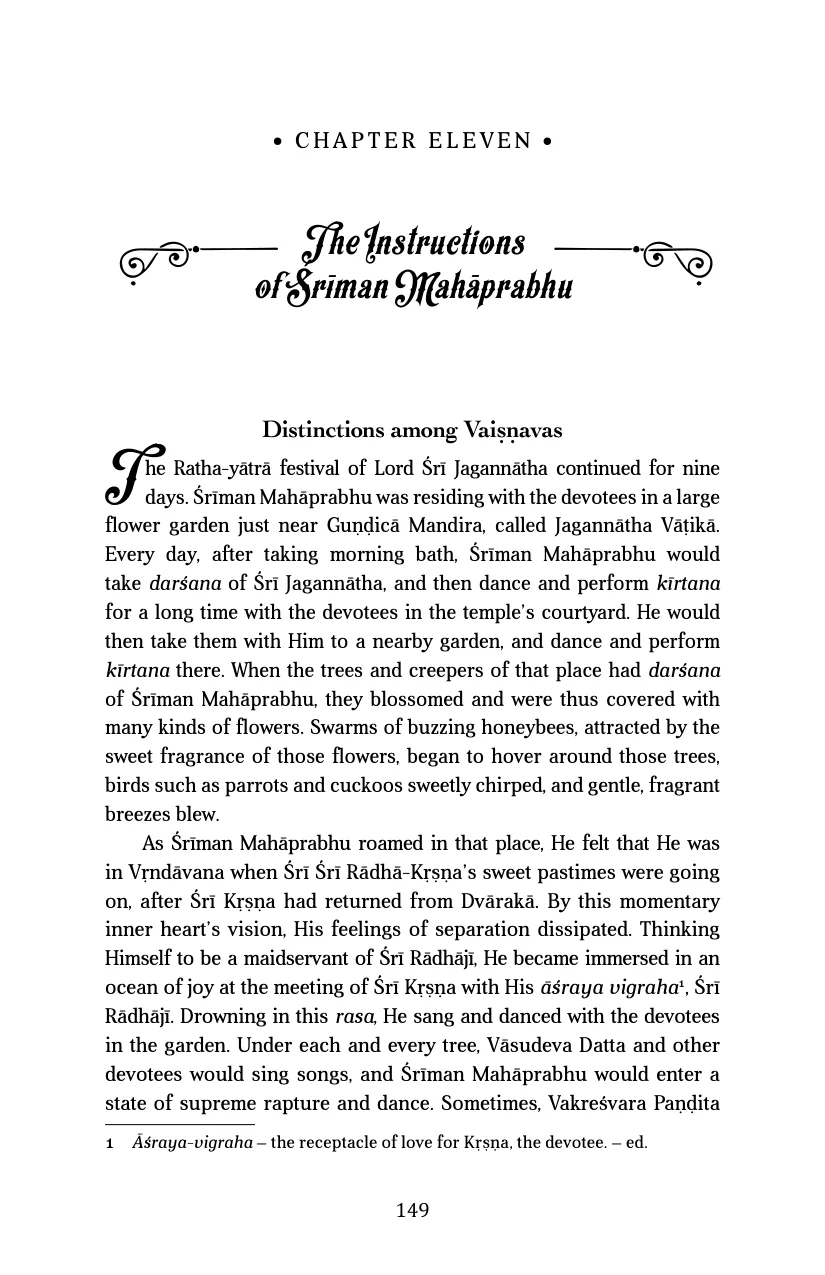 • CHAPTER ELEVEN •
The Instructions
of Śrīman Mahāprabhu
Distinctions among Vaiṣṇavas
The Ratha-yātrā festival of Lord Śrī Jagannātha continued for nine
days. Śrīman Mahāprabhu was residing with the devotees in a large
flower garden just near Guṇḍicā Mandira, called Jagannātha Vāṭikā.
Every day, after taking morning bath, Śrīman Mahāprabhu would
take darśana of Śrī Jagannātha, and then dance and perform kīrtana
for a long time with the devotees in the temple's courtyard. He would
then take them with Him to a nearby garden, and dance and perform
kīrtana there. When the trees and creepers of that place had darśana
of Śrīman Mahāprabhu, they blossomed and were thus covered with
many kinds of flowers. Swarms of buzzing honeybees, attracted by the
sweet fragrance of those flowers, began to hover around those trees,
birds such as parrots and cuckoos sweetly chirped, and gentle, fragrant
breezes blew.
As Śrīman Mahāprabhu roamed in that place, He felt that He was
in Vṛndāvana when Śrī Śrī Rādhā-Kṛṣṇa's sweet pastimes were going
on, after Śrī Kṛṣṇa had returned from Dvārakā. By this momentary
inner heart's vision, His feelings of separation dissipated. Thinking
Himself to be a maidservant of Śrī Rādhājī, He became immersed in an
ocean of joy at the meeting of Śrī Kṛṣṇa with His āśraya vigraha¹, Śrī
Rādhājī. Drowning in this rasa, He sang and danced with the devotees
in the garden. Under each and every tree, Vāsudeva Datta and other
devotees would sing songs, and Śrīman Mahāprabhu would enter a
state of supreme rapture and dance. Sometimes, Vakreśvara Paṇḍita
1 Āśraya-vigraha – the receptacle of love for Kṛṣṇa, the devotee. – ed.
149